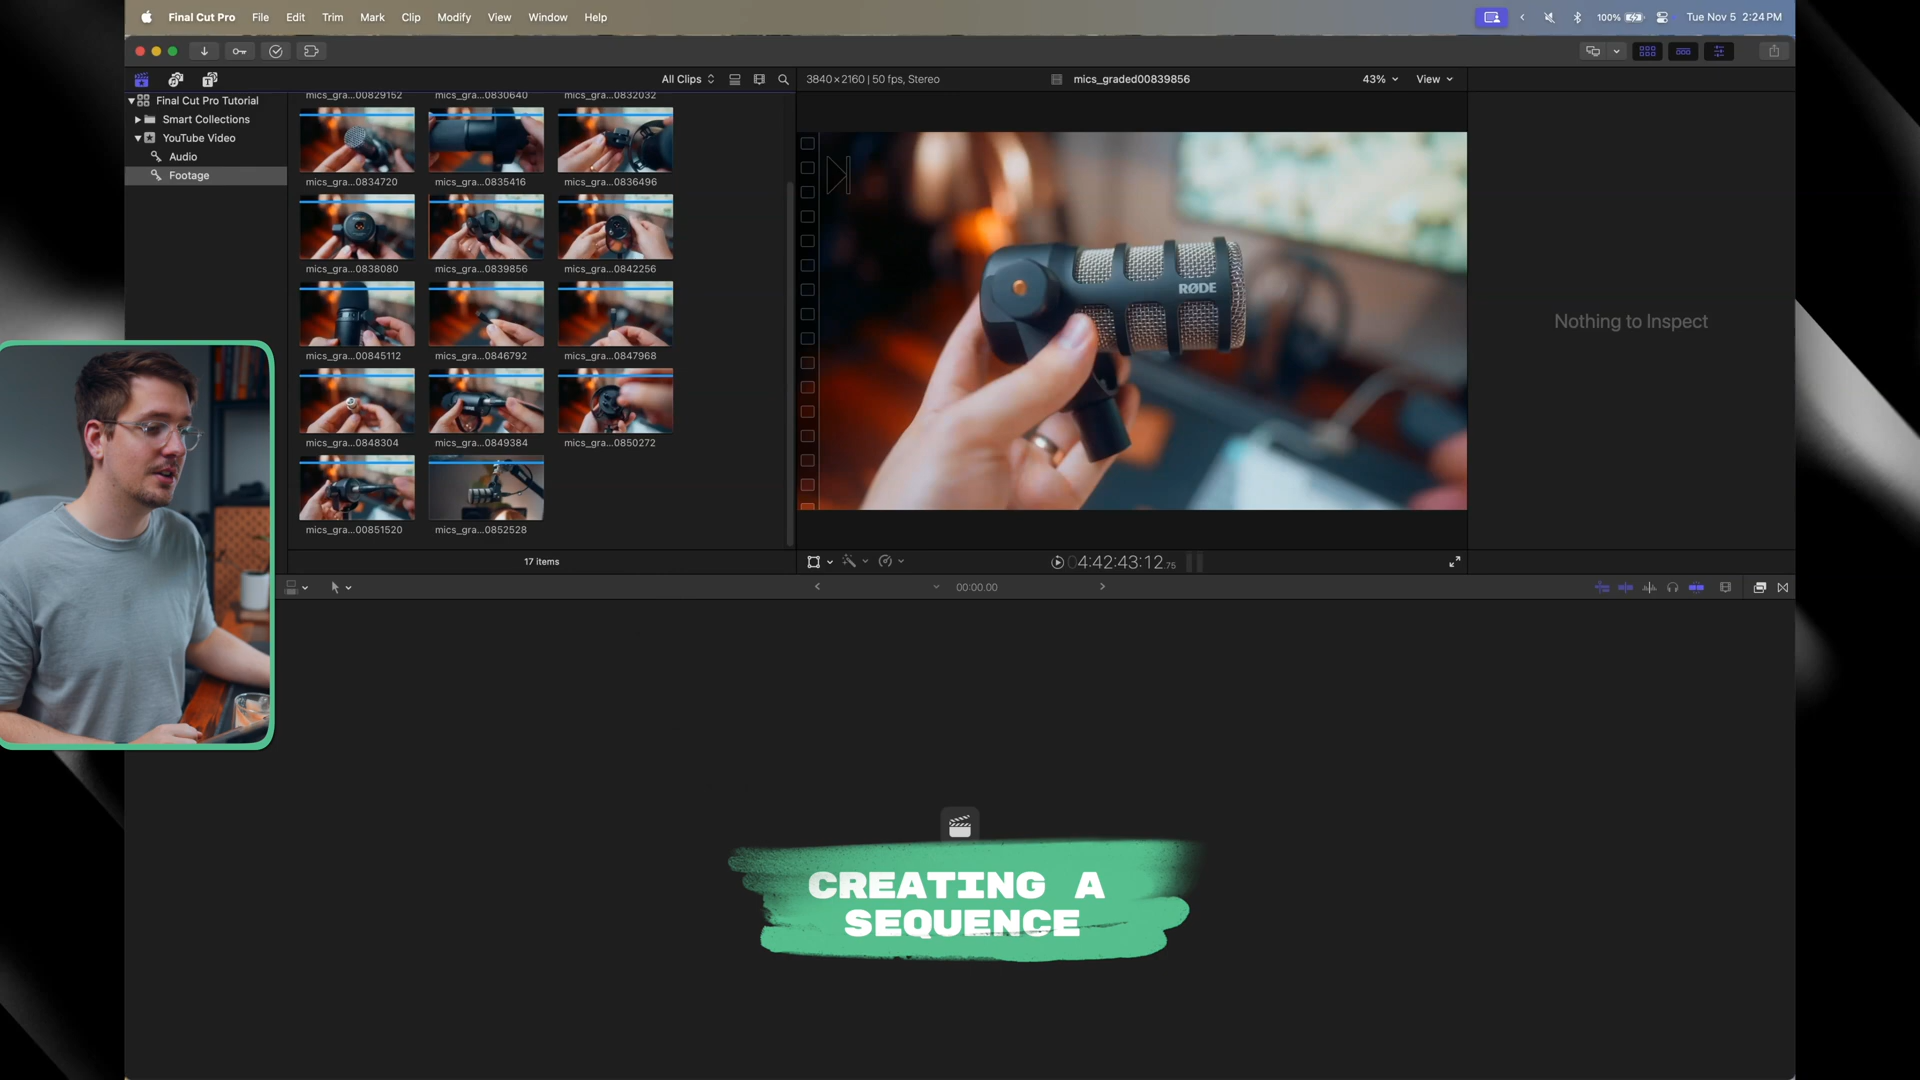 Final Cut Pro File Edit Trim Mark Clip Modify View Window Help
100% Tue Nov 5 2:24 PM
All Clips
3840×2160 | 50 fps, Stereo
mics_graded00839856
43%
View
Final Cut Pro Tutorial
Smart Collections
YouTube Video
Audio
Footage
mics_gra...00829152 mics_gra...0830640 mics_gra...0832032
mics_gra...0834720 mics_gra...0835416 mics_gra...0836496
mics_gra...0838080 mics_gra...0839856 mics_gra...0842256
mics_gra...00845112 mics_gra...0846792 mics_gra...0847968
mics_gra...0848304 mics_gra...0849384 mics_gra...0850272
mics_gra...00851520 mics_gra...0852528
17 items
RØDE
Nothing to Inspect
04:42:43:12.75
00:00.00
CREATING A
SEQUENCE